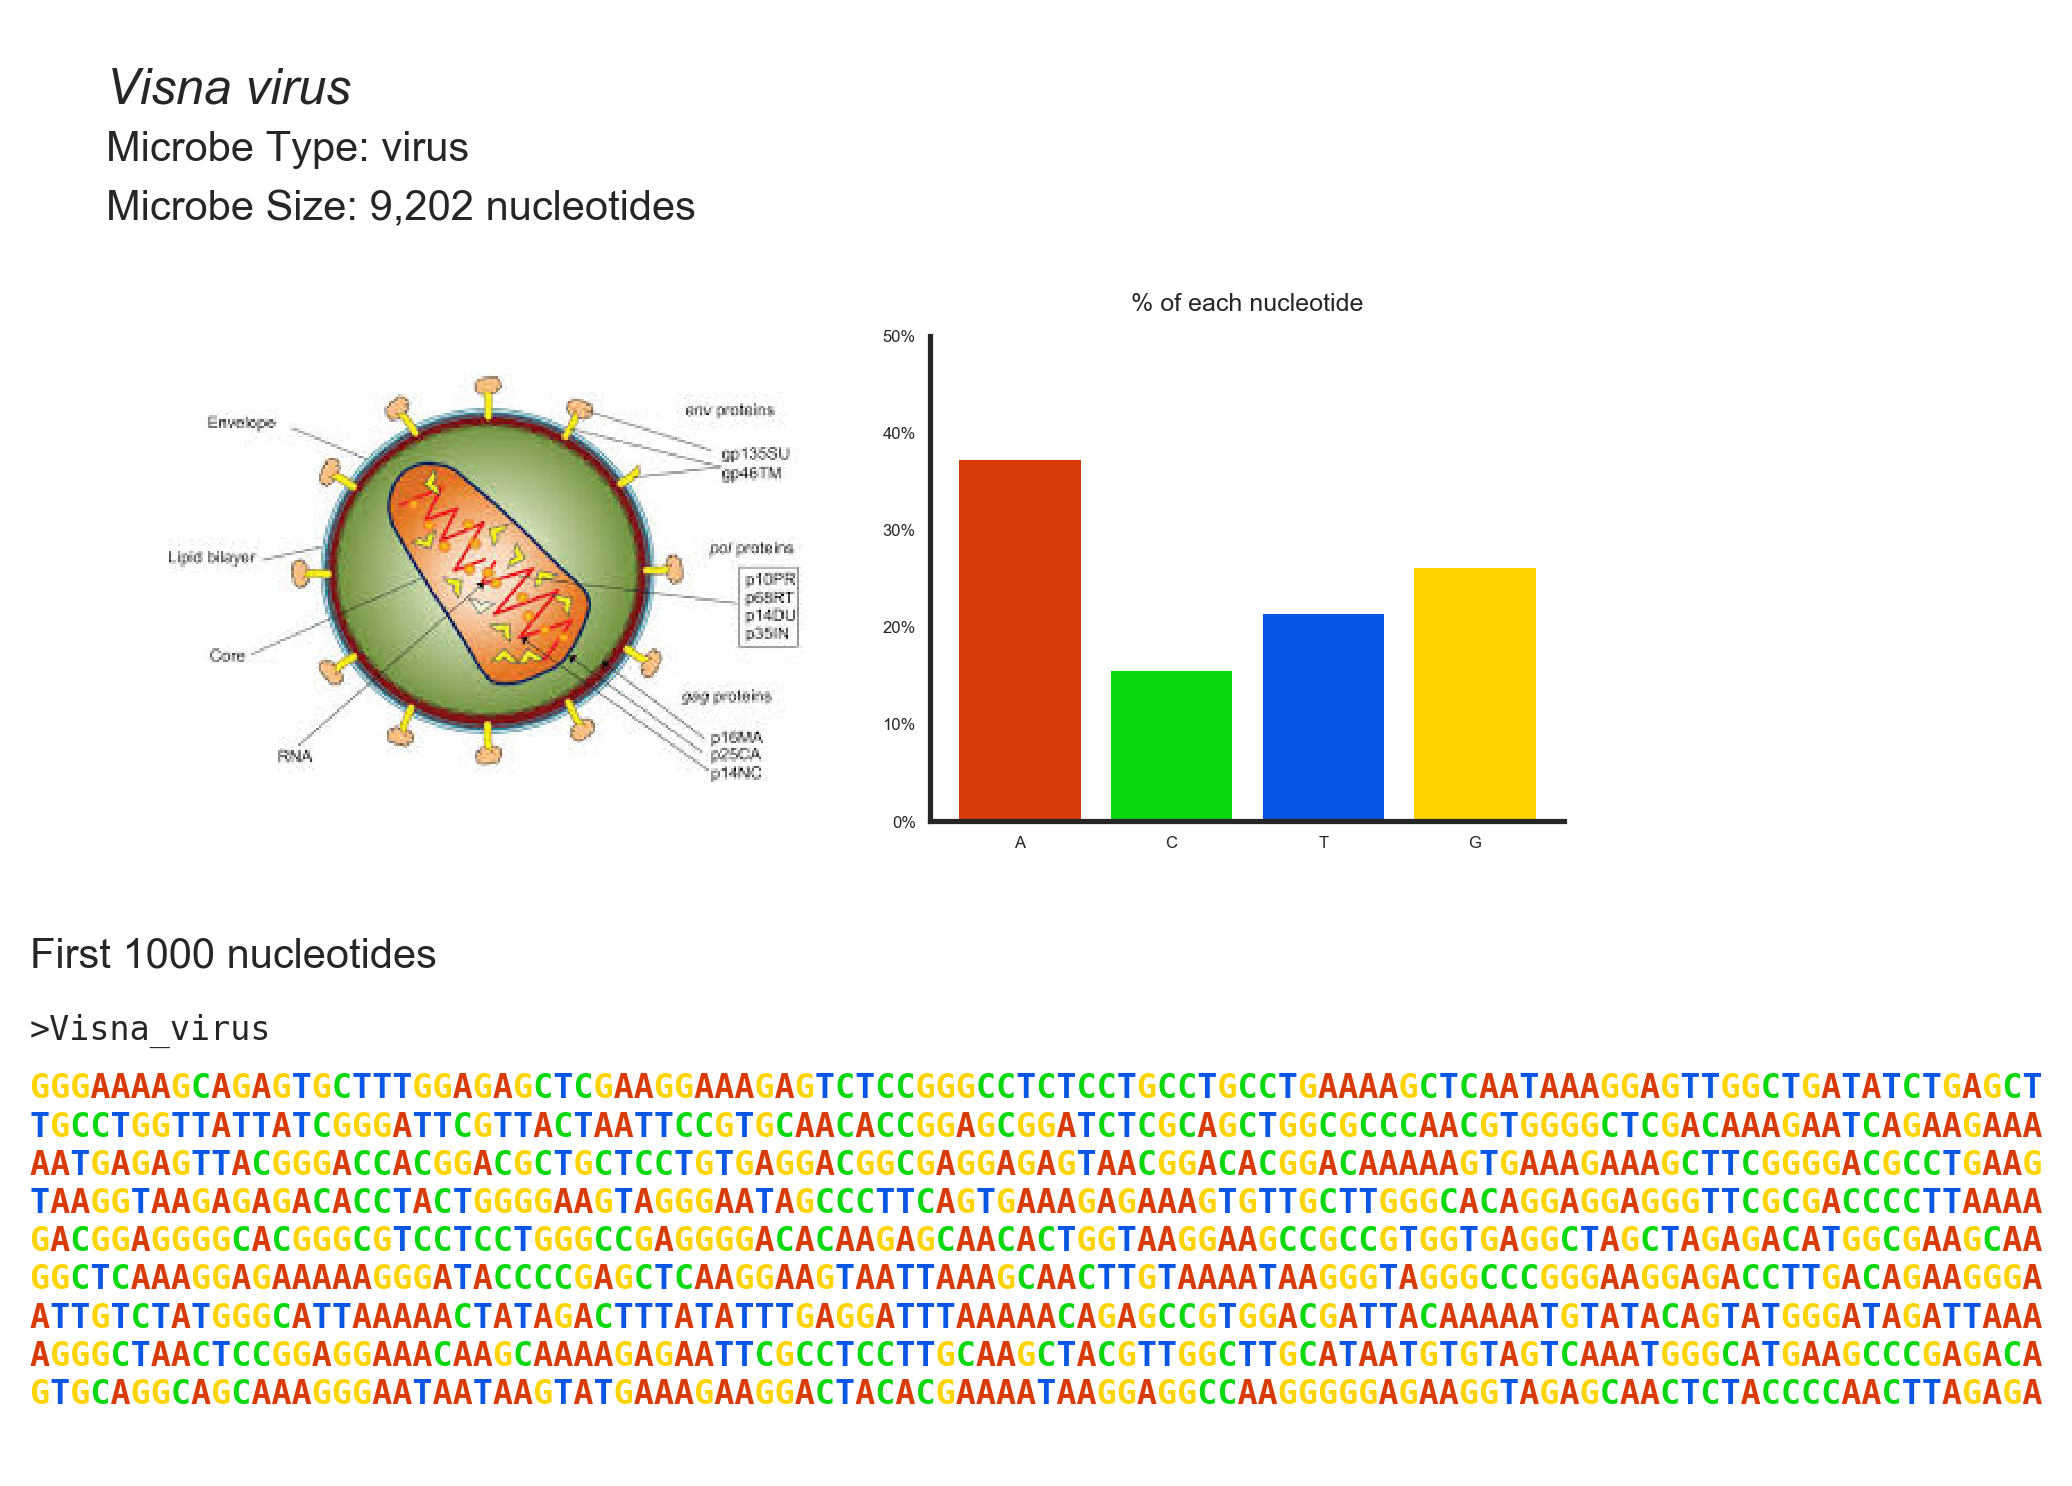 Visna virus
Microbe Type: virus
Microbe Size: 9,202 nucleotides
% of each nucleotide
50%
40%
30%
20%
10%
0%
A
C
T
G
Envelope
Lipid bilayer
Core
RNA
env proteins
gp135SU
gp46TM
pol proteins
p10PR
p68RT
p14DU
p35IN
gag proteins
p16MA
p25CA
p14NC
First 1000 nucleotides
>Visna_virus
GGGAAAAGCAGAGTGCTTTGGAGAGCTCGAAGGAAAGAGTCTCCGGGCCTCTCCTGCCTGCCTGAAAAGCTCAATAAAGGAGTTGGCTGATATCTGAGCT
TGCCTGGTTATTATCGGGATTCGTTACTAATTCCGTGCAACACCGGAGCGGATCTCGCAGCTGGCGCCCAACGTGGGGCTCGACAAAGAATCAGAAGAAA
AATGAGAGTTACGGGACCACGGACGCTGCTCCTGTGAGGACGGCGAGGAGAGTAACGGACACGGACAAAAAGTGAAAGAAAGCTTCGGGGACGCCTGAAG
TAAGGTAAGAGAGACACCTACTGGGGAAGTAGGGAATAGCCCTTCAGTGAAAGAGAAAGTGTTGCTTGGGCACAGGAGGAGGGTTCGCGACCCCTTAAAA
GACGGAGGGGCACGGGCGTCCTCCTGGGCCGAGGGGACACAAGAGCAACACTGGTAAGGAAGCCGCCGTGGTGAGGCTAGCTAGAGACATGGCGAAGCAA
GGCTCAAAGGAGAAAAAGGGATACCCCGAGCTCAAGGAAGTAATTAAAGCAACTTGTAAAATAAGGGTAGGGCCCGGGAAGGAGACCTTGACAGAAGGGA
ATTGTCTATGGGCATTAAAAACTATAGACTTTATATTTGAGGATTTAAAAACAGAGCCGTGGACGATTACAAAAATGTATACAGTATGGGATAGATTAAA
AGGGCTAACTCCGGAGGAAACAAGCAAAAGAGAATTCGCCTCCTTGCAAGCTACGTTGGCTTGCATAATGTGTAGTCAAATGGGCATGAAGCCCGAGACA
GTGCAGGCAGCAAAGGGAATAATAAGTATGAAAGAAGGACTACACGAAAATAAGGAGGCCAAGGGGGAGAAGGTAGAGCAACTCTACCCCAACTTAGAGA